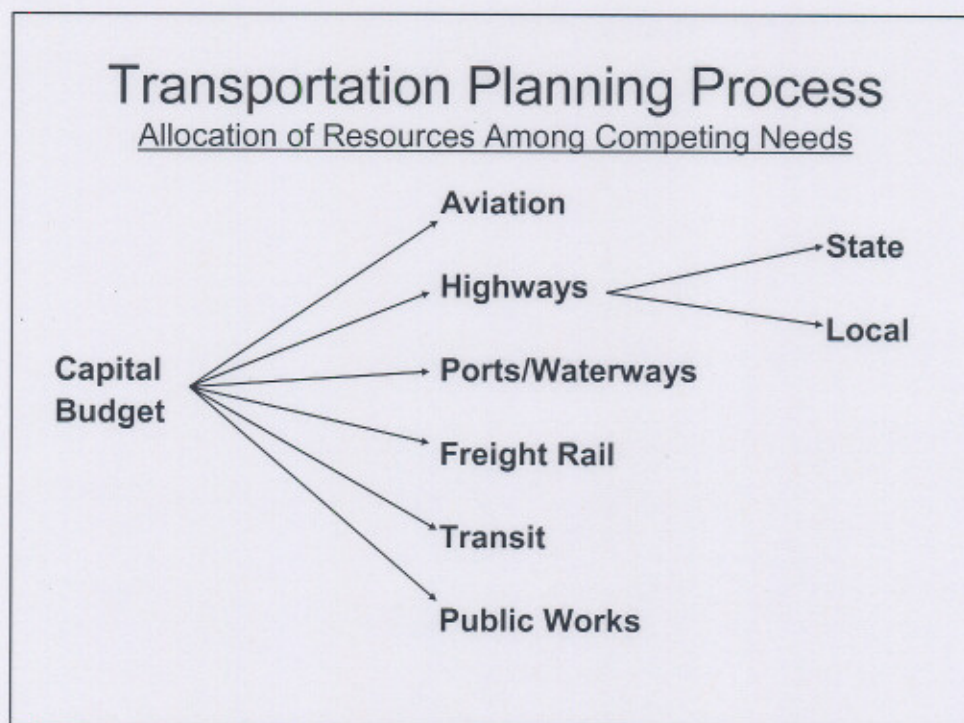 Transportation Planning Process
Allocation of Resources Among Competing Needs
Aviation
State
Highways
Local
Capital
Budget
Ports/Waterways
Freight Rail
Transit
Public Works